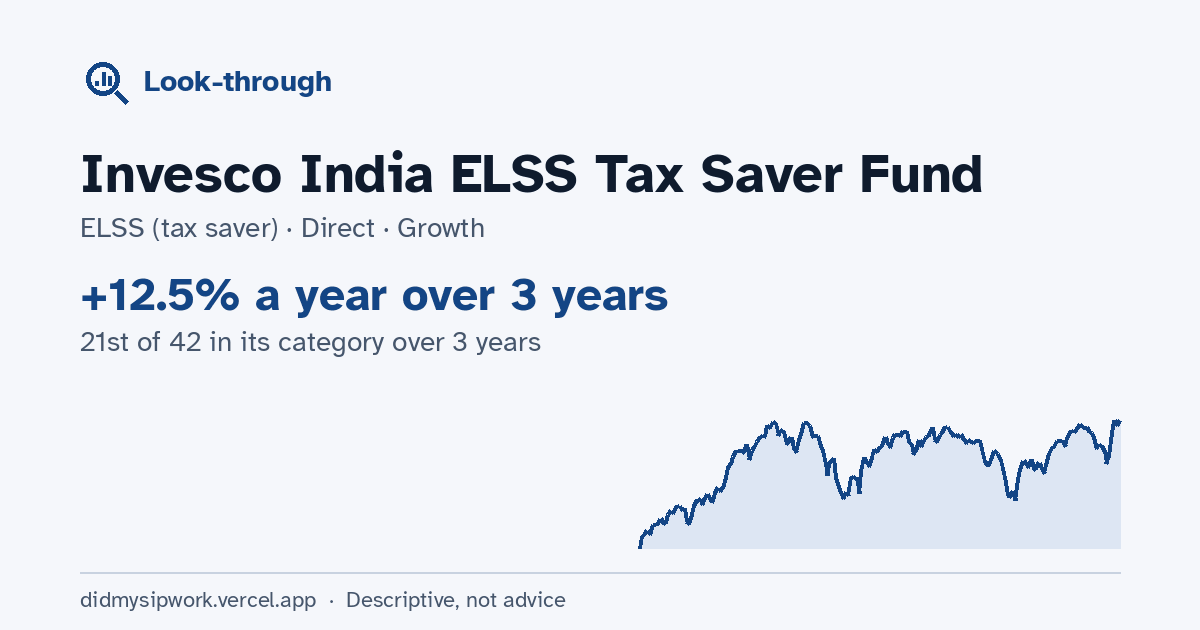 Look-through
Invesco India ELSS Tax Saver Fund
ELSS (tax saver) · Direct · Growth
+12.5% a year over 3 years
21st of 42 in its category over 3 years
didmysipwork.vercel.app · Descriptive, not advice